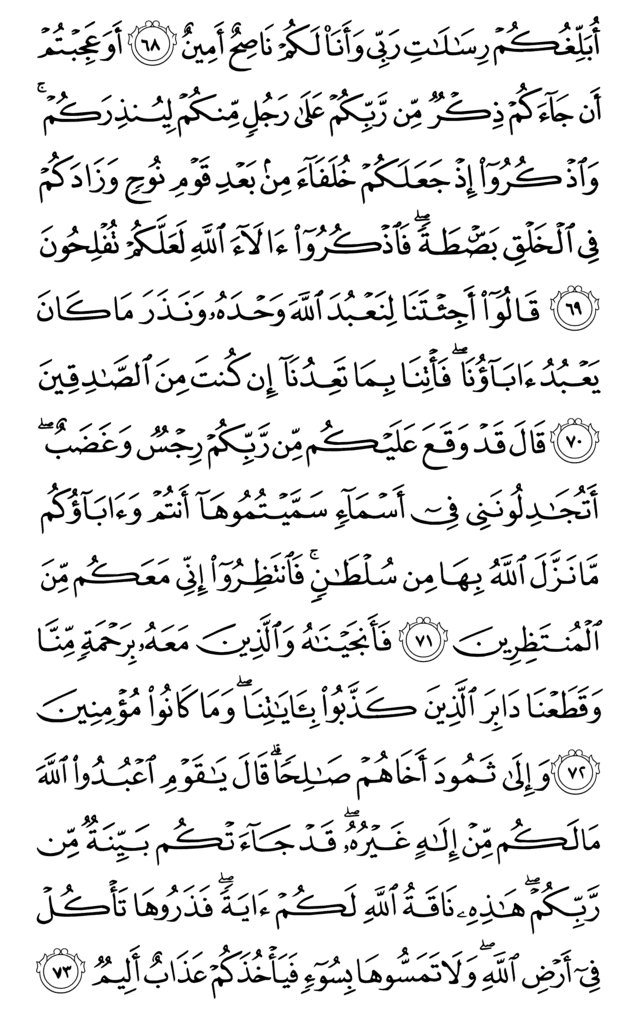 أُبَلِّغُكُمْ رِسَٰلَٰتِ رَبِّى وَأَنَا۠ لَكُمْ نَاصِحٌ أَمِينٌ ٦٨ أَوَعَجِبْتُمْ
أَن جَآءَكُمْ ذِكْرٌ مِّن رَّبِّكُمْ عَلَىٰ رَجُلٍ مِّنكُمْ لِيُنذِرَكُمْ ۚ
وَٱذْكُرُوٓا۟ إِذْ جَعَلَكُمْ خُلَفَآءَ مِنۢ بَعْدِ قَوْمِ نُوحٍ وَزَادَكُمْ
فِى ٱلْخَلْقِ بَصْۜطَةً ۖ فَٱذْكُرُوٓا۟ ءَالَآءَ ٱللَّهِ لَعَلَّكُمْ تُفْلِحُونَ
٦٩ قَالُوٓا۟ أَجِئْتَنَا لِنَعْبُدَ ٱللَّهَ وَحْدَهُۥ وَنَذَرَ مَا كَانَ
يَعْبُدُ ءَابَآؤُنَا ۖ فَأْتِنَا بِمَا تَعِدُنَآ إِن كُنتَ مِنَ ٱلصَّٰدِقِينَ
٧٠ قَالَ قَدْ وَقَعَ عَلَيْكُم مِّن رَّبِّكُمْ رِجْسٌ وَغَضَبٌ ۖ
أَتُجَٰدِلُونَنِى فِىٓ أَسْمَآءٍ سَمَّيْتُمُوهَآ أَنتُمْ وَءَابَآؤُكُم
مَّا نَزَّلَ ٱللَّهُ بِهَا مِن سُلْطَٰنٍ ۚ فَٱنتَظِرُوٓا۟ إِنِّى مَعَكُم مِّنَ
ٱلْمُنتَظِرِينَ ٧١ فَأَنجَيْنَٰهُ وَٱلَّذِينَ مَعَهُۥ بِرَحْمَةٍ مِّنَّا
وَقَطَعْنَا دَابِرَ ٱلَّذِينَ كَذَّبُوا۟ بِـَٔايَٰتِنَا ۖ وَمَا كَانُوا۟ مُؤْمِنِينَ
٧٢ وَإِلَىٰ ثَمُودَ أَخَاهُمْ صَٰلِحًا ۗ قَالَ يَٰقَوْمِ ٱعْبُدُوا۟ ٱللَّهَ
مَا لَكُم مِّنْ إِلَٰهٍ غَيْرُهُۥ ۖ قَدْ جَآءَتْكُم بَيِّنَةٌ مِّن
رَّبِّكُمْ ۖ هَٰذِهِۦ نَاقَةُ ٱللَّهِ لَكُمْ ءَايَةً ۖ فَذَرُوهَا تَأْكُلْ
فِىٓ أَرْضِ ٱللَّهِ ۖ وَلَا تَمَسُّوهَا بِسُوٓءٍ فَيَأْخُذَكُمْ عَذَابٌ أَلِيمٌ ٧٣